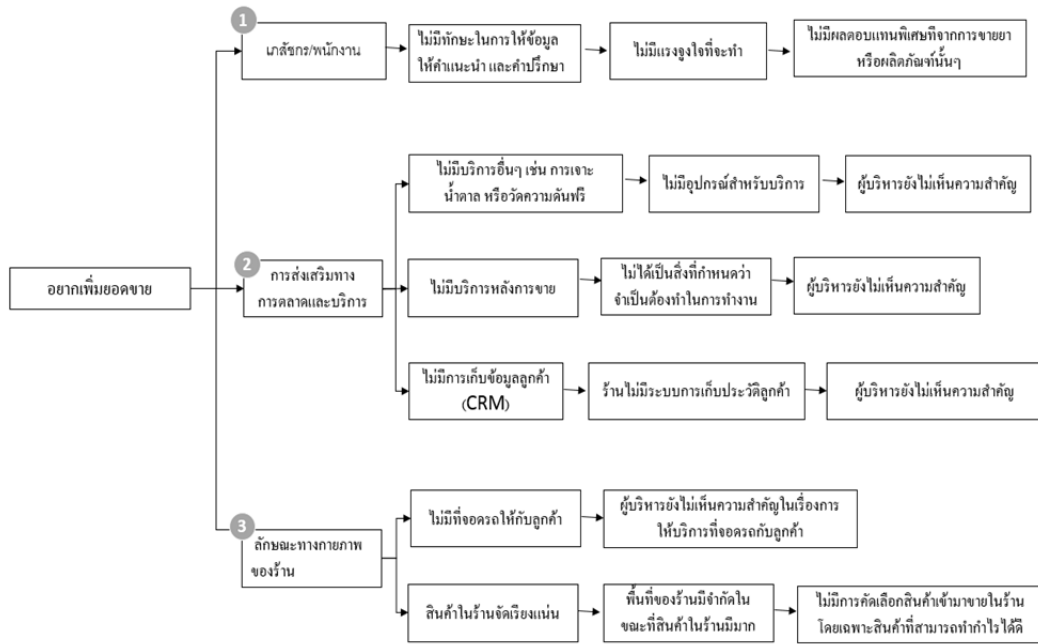 1
เภสัชกร/พนักงาน
ไม่มีทักษะในการให้ข้อมูล
ให้คำแนะนำ และคำปรึกษา
ไม่มีแรงจูงใจที่จะทำ
ไม่มีผลตอบแทนพิเศษที่จากการขายยา
หรือผลิตภัณฑ์นั้นๆ
อยากเพิ่มยอดขาย
2
การส่งเสริมทาง
การตลาดและบริการ
ไม่มีบริการอื่นๆ เช่น การเจาะ
น้ำตาล หรือวัดความดันฟรี
ไม่มีอุปกรณ์สำหรับบริการ
ผู้บริหารยังไม่เห็นความสำคัญ
ไม่มีบริการหลังการขาย
ไม่ได้เป็นสิ่งที่กำหนดว่า
จำเป็นต้องทำในการทำงาน
ผู้บริหารยังไม่เห็นความสำคัญ
ไม่มีการเก็บข้อมูลลูกค้า
(CRM)
ร้านไม่มีระบบการเก็บประวัติลูกค้า
ผู้บริหารยังไม่เห็นความสำคัญ
3
ลักษณะทางกายภาพ
ของร้าน
ไม่มีที่จอดรถให้กับลูกค้า
ผู้บริหารยังไม่เห็นความสำคัญในเรื่องการ
ให้บริการที่จอดรถกับลูกค้า
สินค้าในร้านจัดเรียงแน่น
พื้นที่ของร้านมีจำกัดใน
ขณะที่สินค้าในร้านมีมาก
ไม่มีการคัดเลือกสินค้าเข้ามาขายในร้าน
โดยเฉพาะสินค้าที่สามารถทำกำไรได้ดี